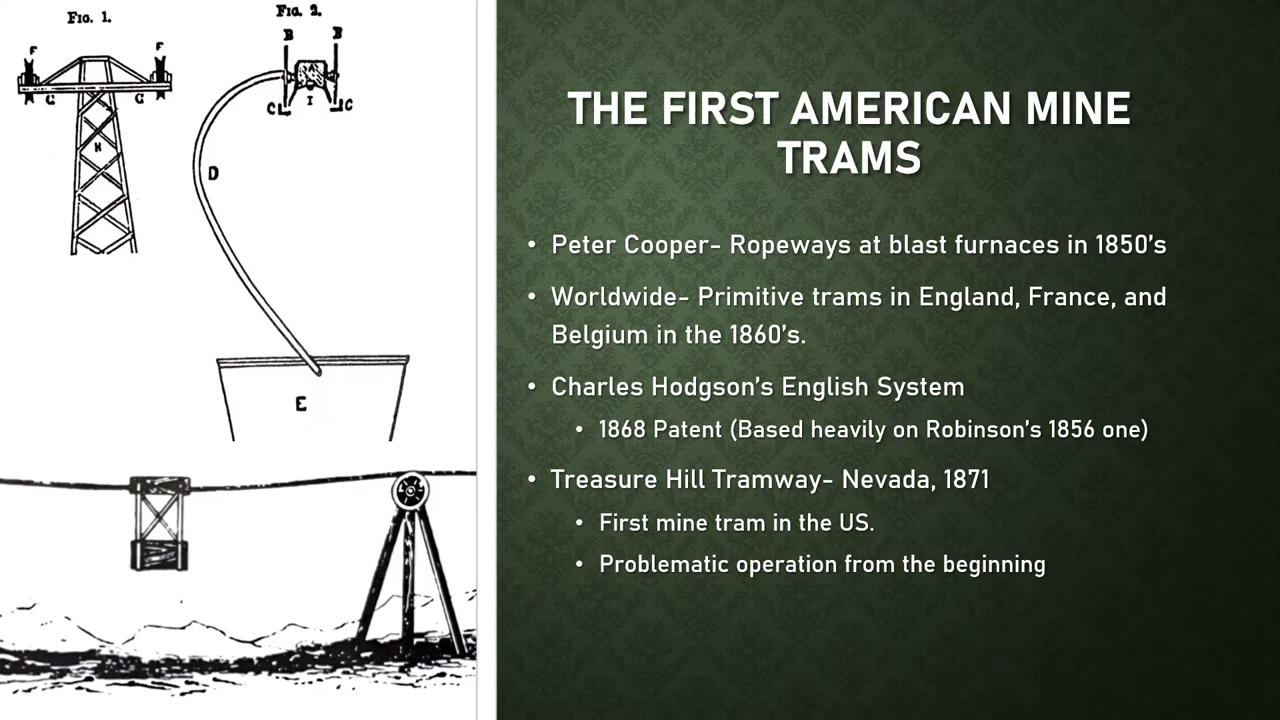 Fig. 1.
Fig. 2.
F
F
G
G
H
B
B
A
C
I
C
D
E
THE FIRST AMERICAN MINE
TRAMS
• Peter Cooper- Ropeways at blast furnaces in 1850's
• Worldwide- Primitive trams in England, France, and
Belgium in the 1860's.
• Charles Hodgson's English System
• 1868 Patent (Based heavily on Robinson's 1856 one)
• Treasure Hill Tramway- Nevada, 1871
• First mine tram in the US.
• Problematic operation from the beginning